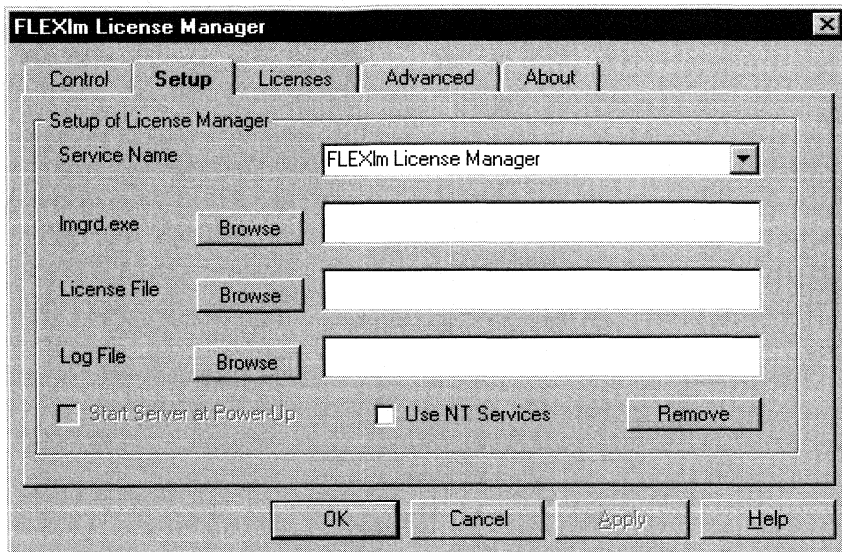 FLEXlm License Manager
Control Setup Licenses Advanced About
Setup of License Manager
Service Name FLEXlm License Manager
lmgrd.exe Browse
License File Browse
Log File Browse
Start Server at Power-Up Use NT Services Remove
OK Cancel Apply Help